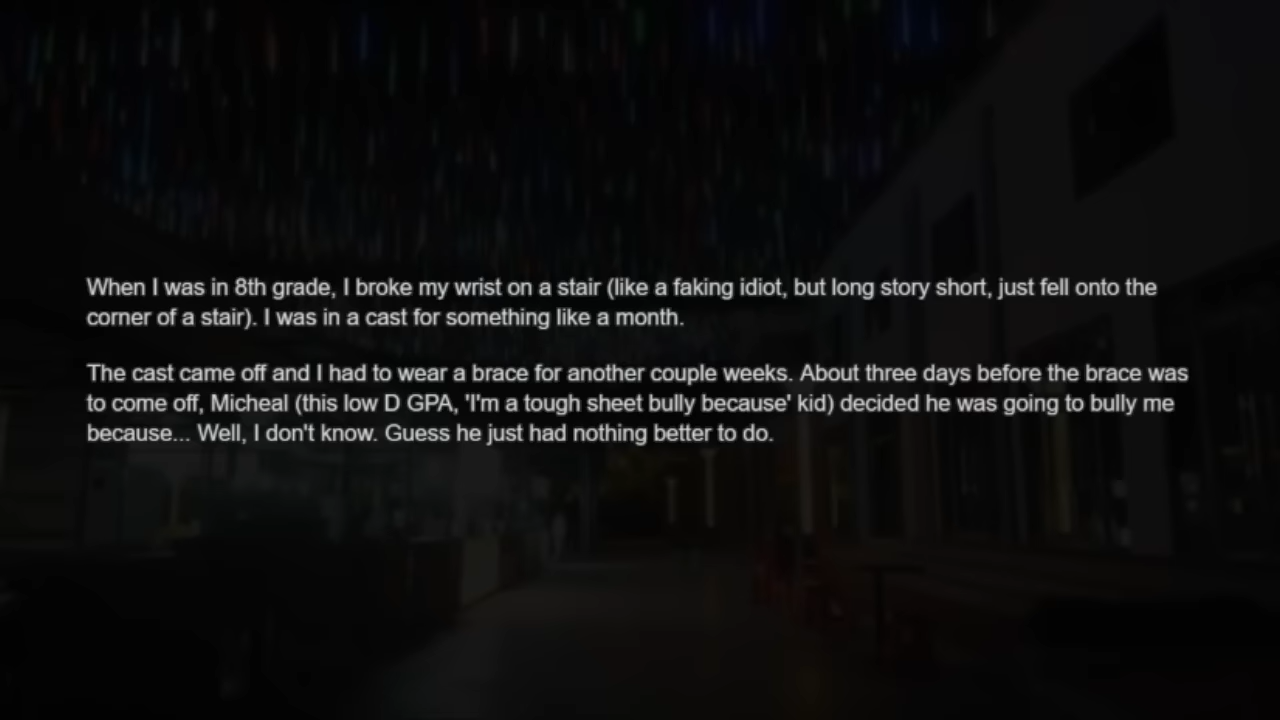 When I was in 8th grade, I broke my wrist on a stair (like a faking idiot, but long story short, just fell onto the
corner of a stair). I was in a cast for something like a month.
The cast came off and I had to wear a brace for another couple weeks. About three days before the brace was
to come off, Micheal (this low D GPA, 'I'm a tough sheet bully because' kid) decided he was going to bully me
because... Well, I don't know. Guess he just had nothing better to do.